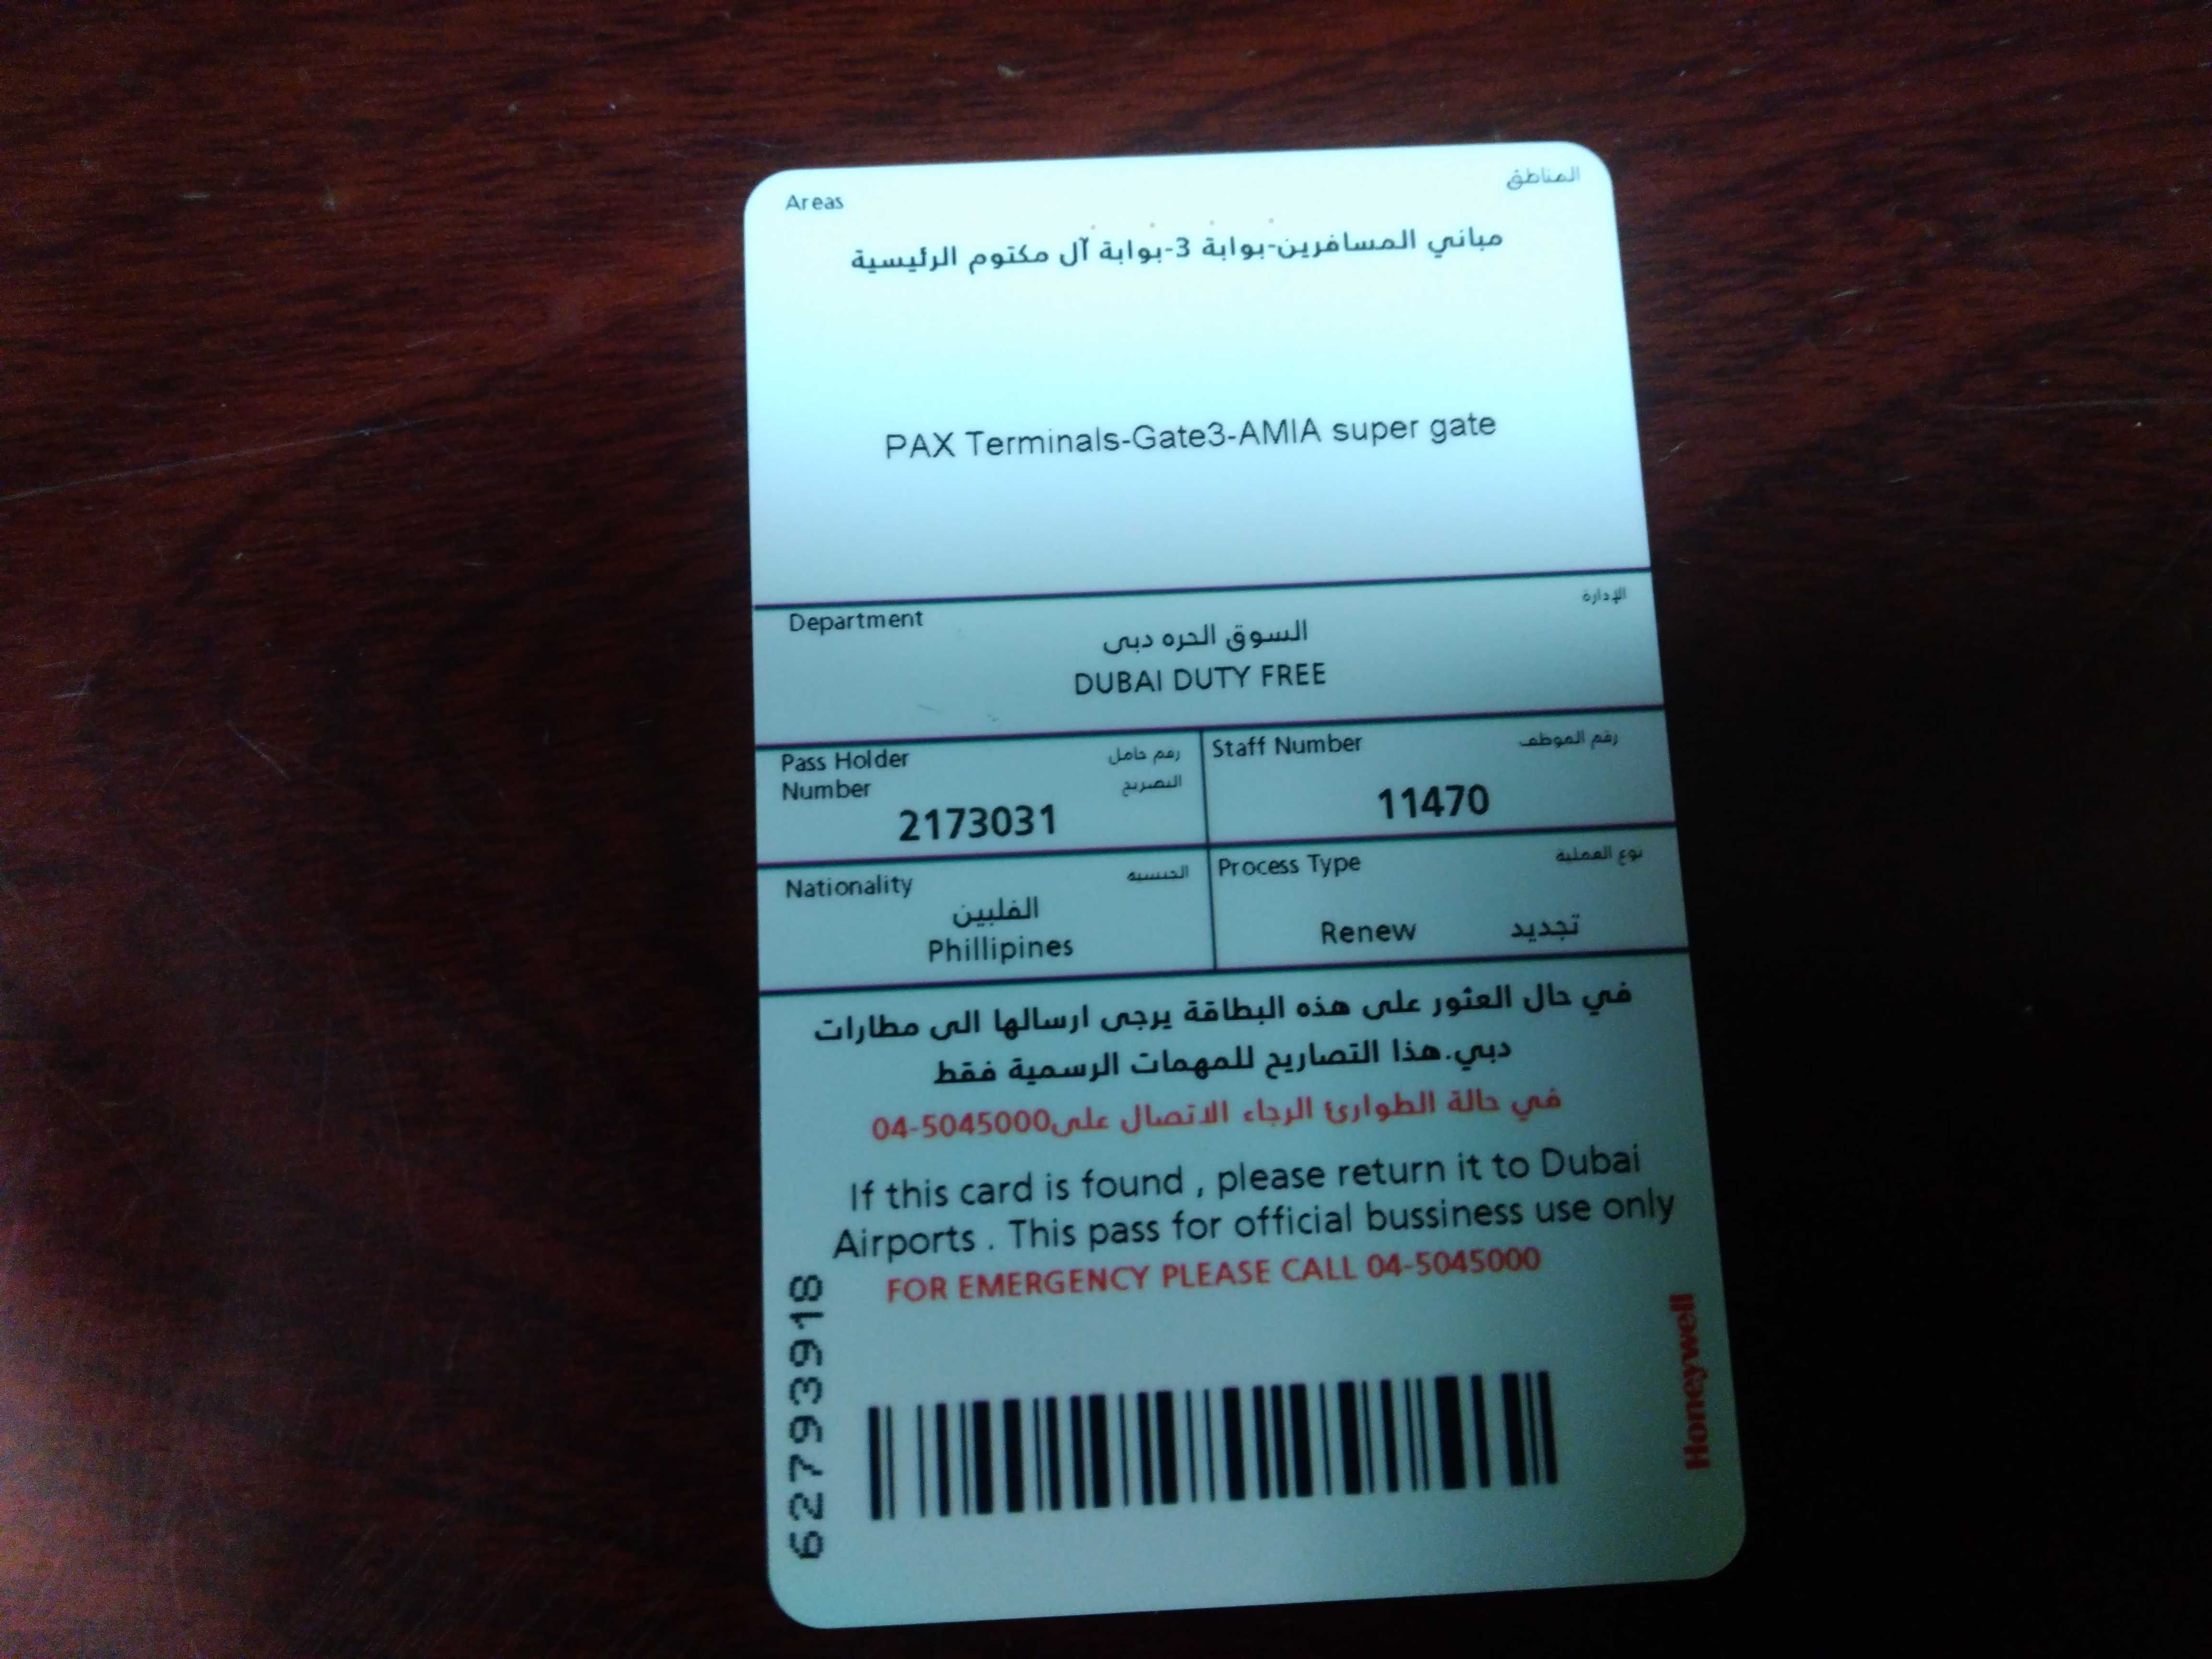 Areas
المناطق
مباني المسافرين-بوابة 3-بوابة آل مكتوم الرئيسية
PAX Terminals-Gate3-AMIA super gate
Department
الإدارة
السوق الحره دبى
DUBAI DUTY FREE
Pass Holder
رقم حامل
Number
التصريح
2173031
Staff Number
رقم الموظف
11470
Nationality
الجنسية
الفلبين
Phillipines
Process Type
نوع العملية
Renew تجديد
في حال العثور على هذه البطاقة يرجى ارسالها الى مطارات
دبي.هذا التصاريح للمهمات الرسمية فقط
في حالة الطوارئ الرجاء الاتصال على04-5045000
If this card is found , please return it to Dubai
Airports . This pass for official bussiness use only
FOR EMERGENCY PLEASE CALL 04-5045000
627939918
Honeywell